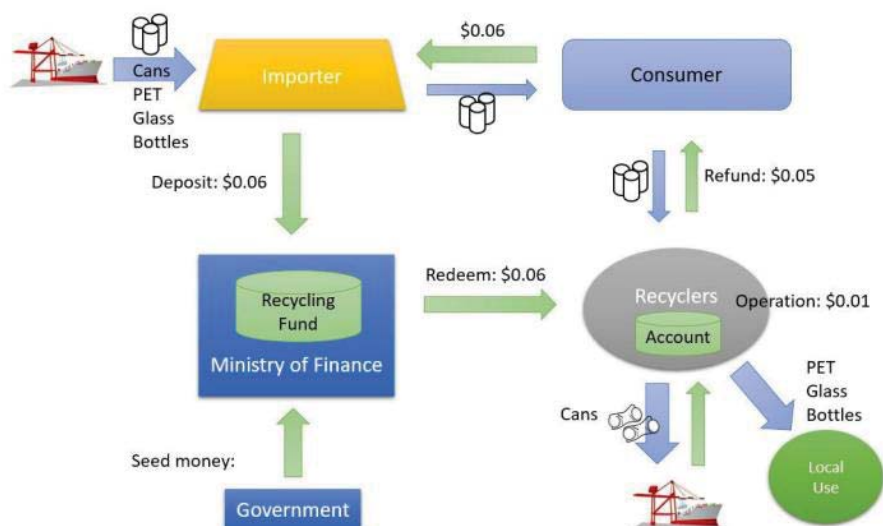 $0.06
Importer
Consumer
Cans
PET
Glass
Bottles
Deposit: $0.06
Refund: $0.05
Redeem: $0.06
Recycling
Fund
Ministry of Finance
Recyclers
Operation: $0.01
Account
PET
Glass
Bottles
Cans
Seed money:
Local
Use
Government